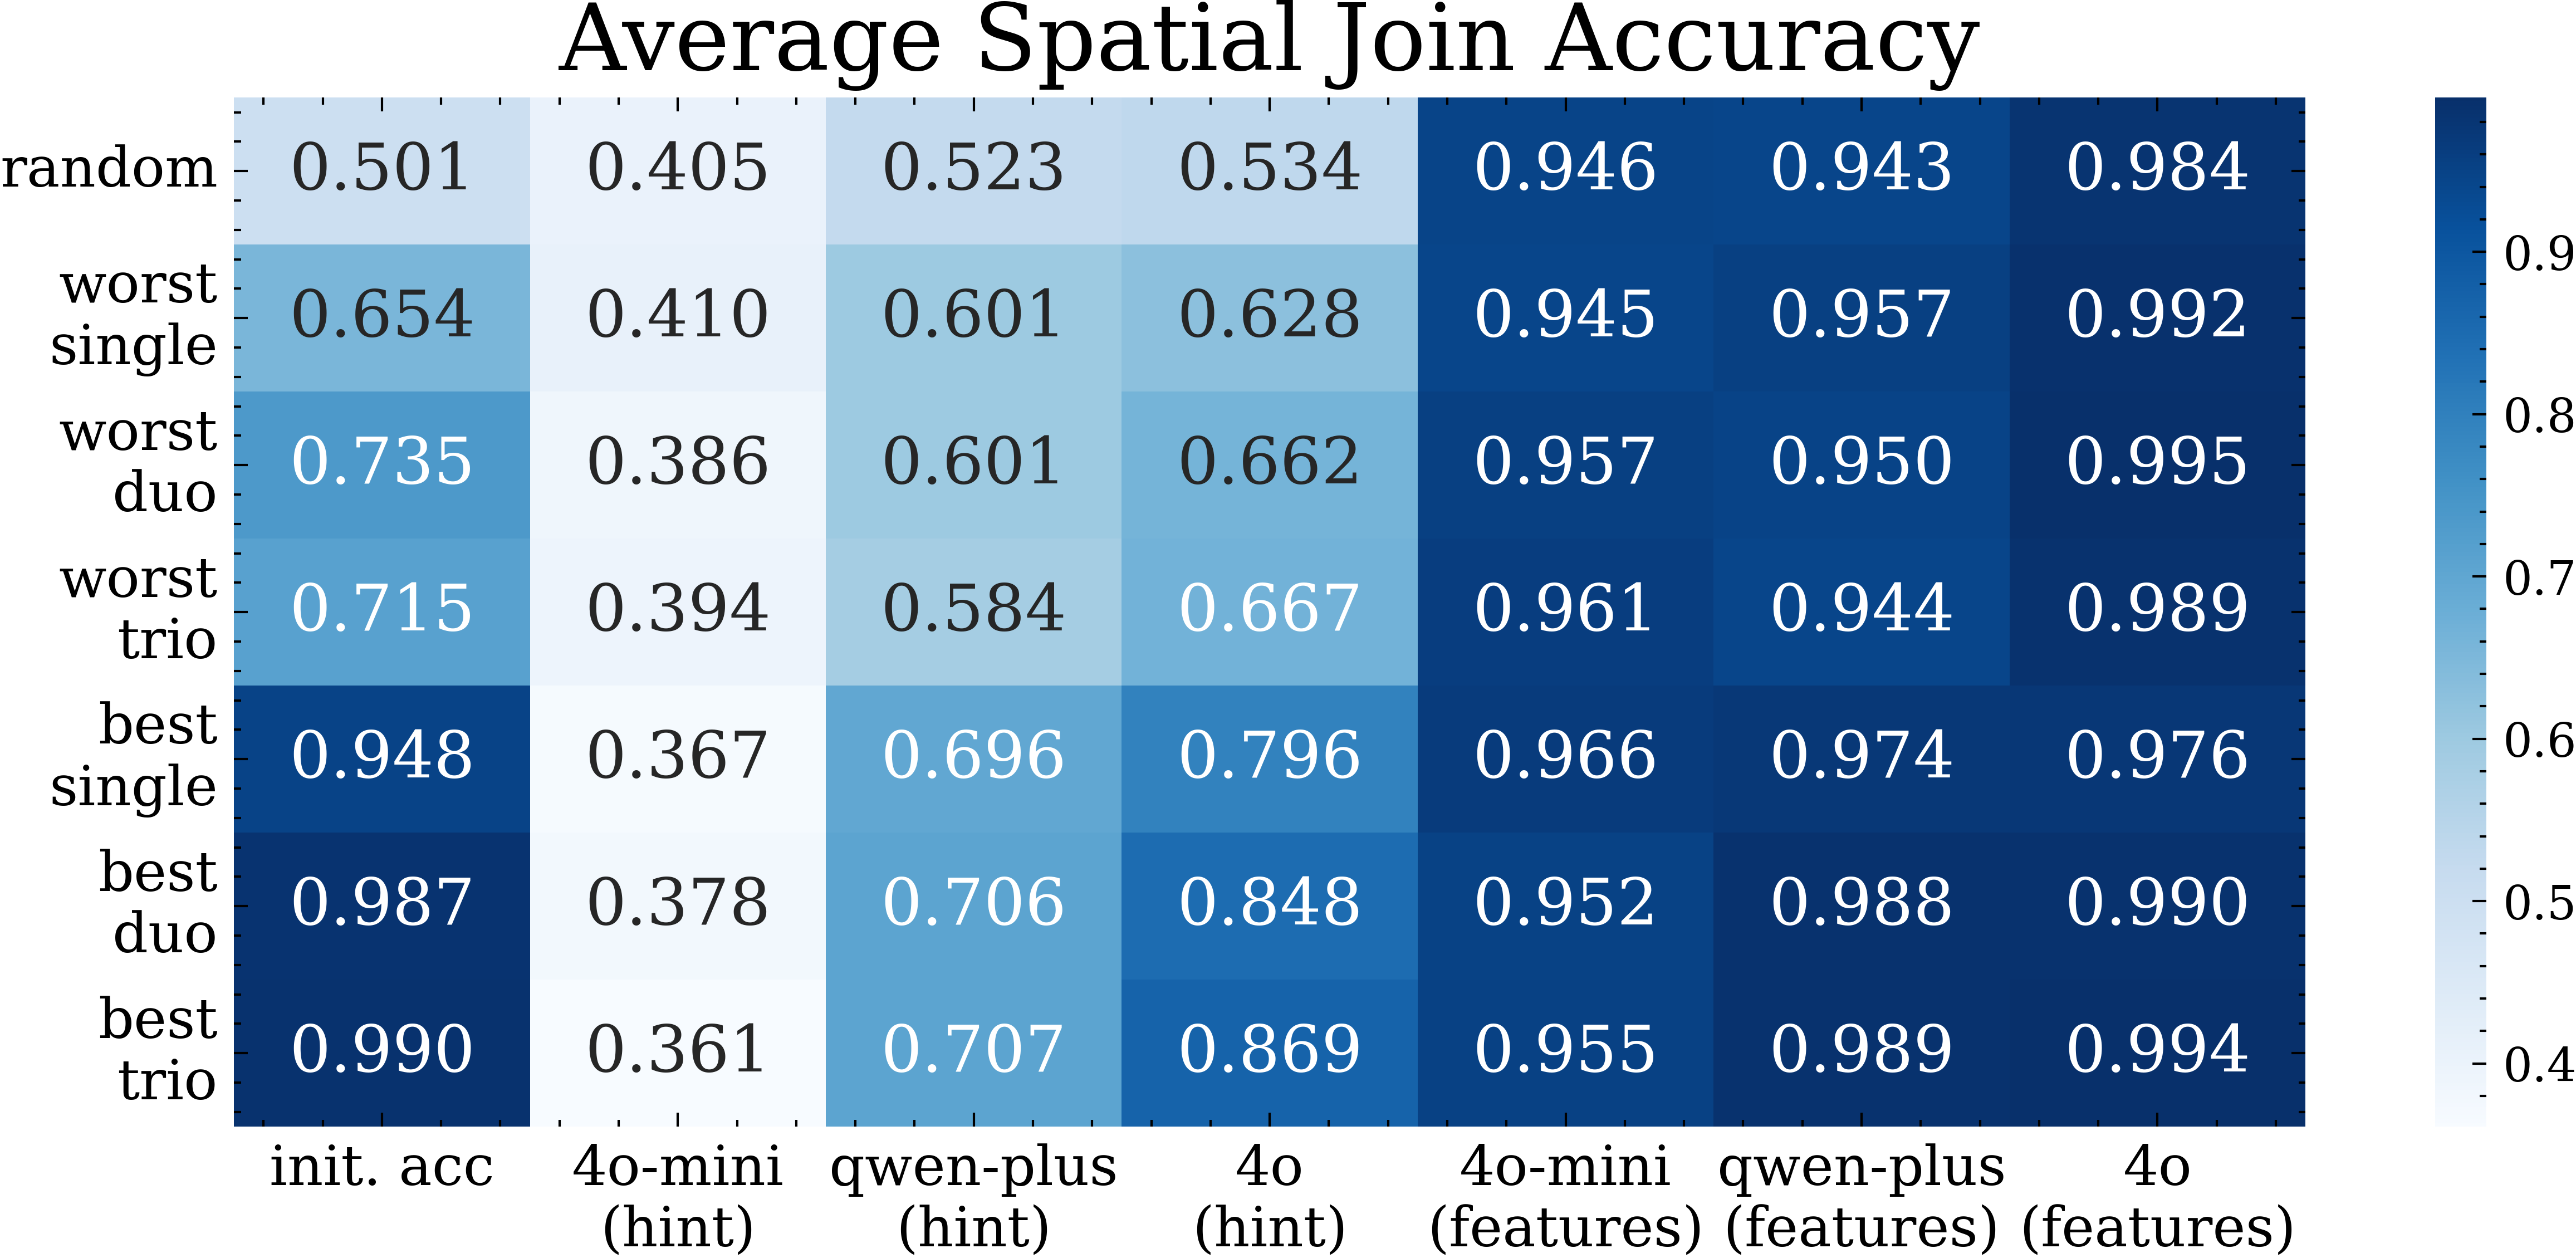 Average Spatial Join Accuracy
random 0.501 0.405 0.523 0.534 0.946 0.943 0.984
worst
single 0.654 0.410 0.601 0.628 0.945 0.957 0.992
worst
duo 0.735 0.386 0.601 0.662 0.957 0.950 0.995
worst
trio 0.715 0.394 0.584 0.667 0.961 0.944 0.989
best
single 0.948 0.367 0.696 0.796 0.966 0.974 0.976
best
duo 0.987 0.378 0.706 0.848 0.952 0.988 0.990
best
trio 0.990 0.361 0.707 0.869 0.955 0.989 0.994
init. acc 4o-mini qwen-plus 4o 4o-mini qwen-plus 4o
(hint) (hint) (hint) (features) (features) (features)
0.9
0.8
0.7
0.6
0.5
0.4